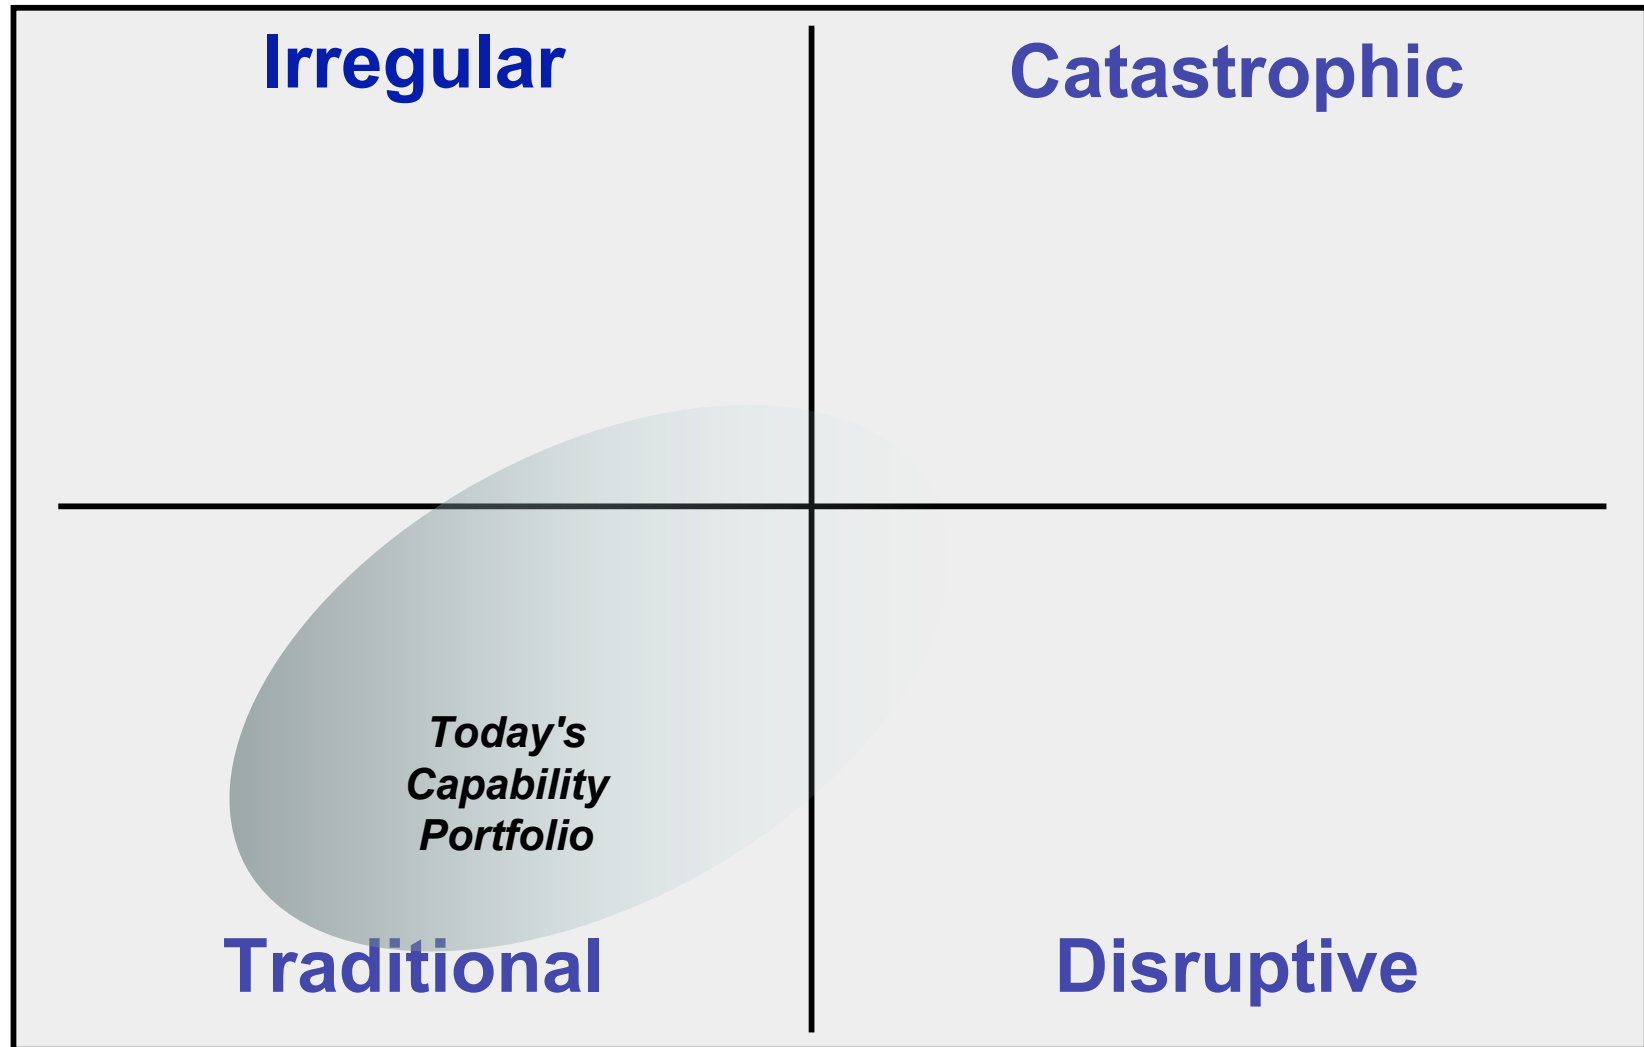 Irregular
Catastrophic
Today's
Capability
Portfolio
Traditional
Disruptive